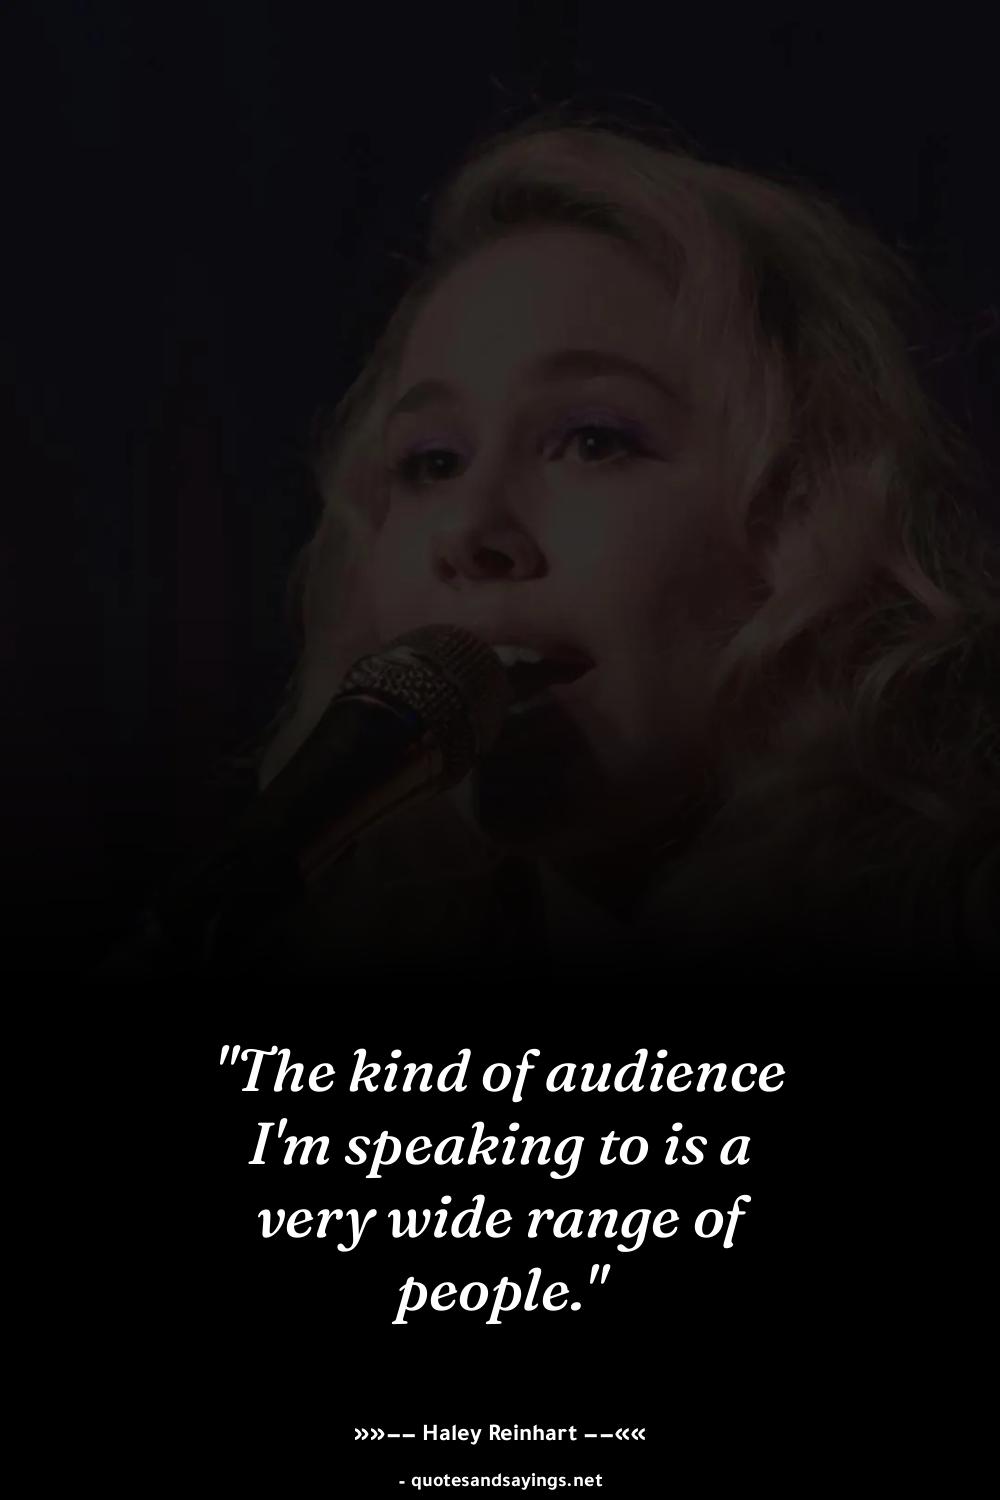 "The kind of audience
I'm speaking to is a
very wide range of
people."
»»–– Haley Reinhart ––««
- quotesandsayings.net